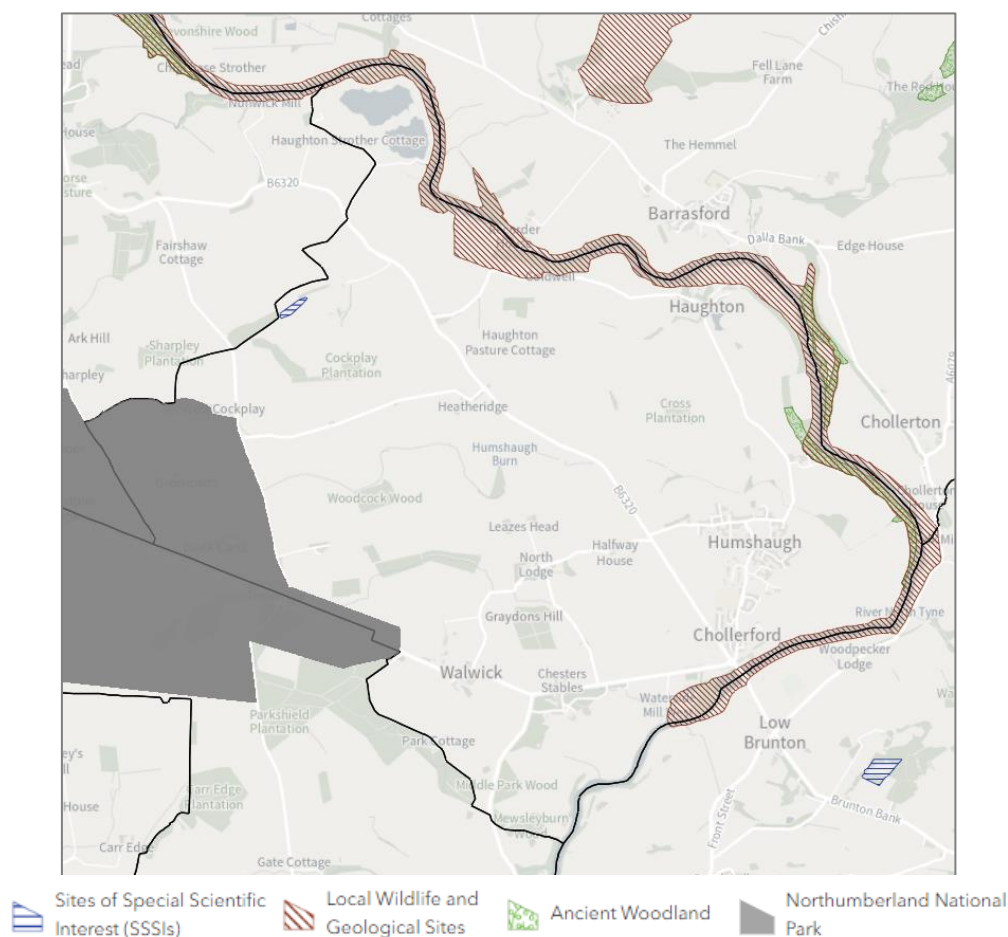 Cottages
Devonshire Wood
Strother
Fell Lane
Farm
Nunwick Mill
The Red
House
Haughton Strother Cottage
The Hemmel
B6320
Barrasford
Dalla Bank
Edge House
Fairshaw
Cottage
Haughton
Ark Hill
Sharpley
Plantation
Haughton
Pasture Cottage
Cockplay
Plantation
A6079
Cockplay
Heatheridge
Cross
Plantation
Chollerton
Humshaugh
Burn
Woodcock Wood
B6320
Leazes Head
Halfway
House
North
Lodge
Humshaugh
Graydons Hill
River North Tyne
Chollerford
Woodpecker
Lodge
Walwick
Chesters
Stables
Parkshield
Plantation
Park Cottage
Low
Brunton
Middle Park Wood
Carr Edge
Plantation
House
Mewsleyburn
Brunton Bank
Front Street
Carr Edge
Gate Cottage
Sites of Special Scientific
Interest (SSSIs)
Local Wildlife and
Geological Sites
Ancient Woodland
Northumberland National
Park